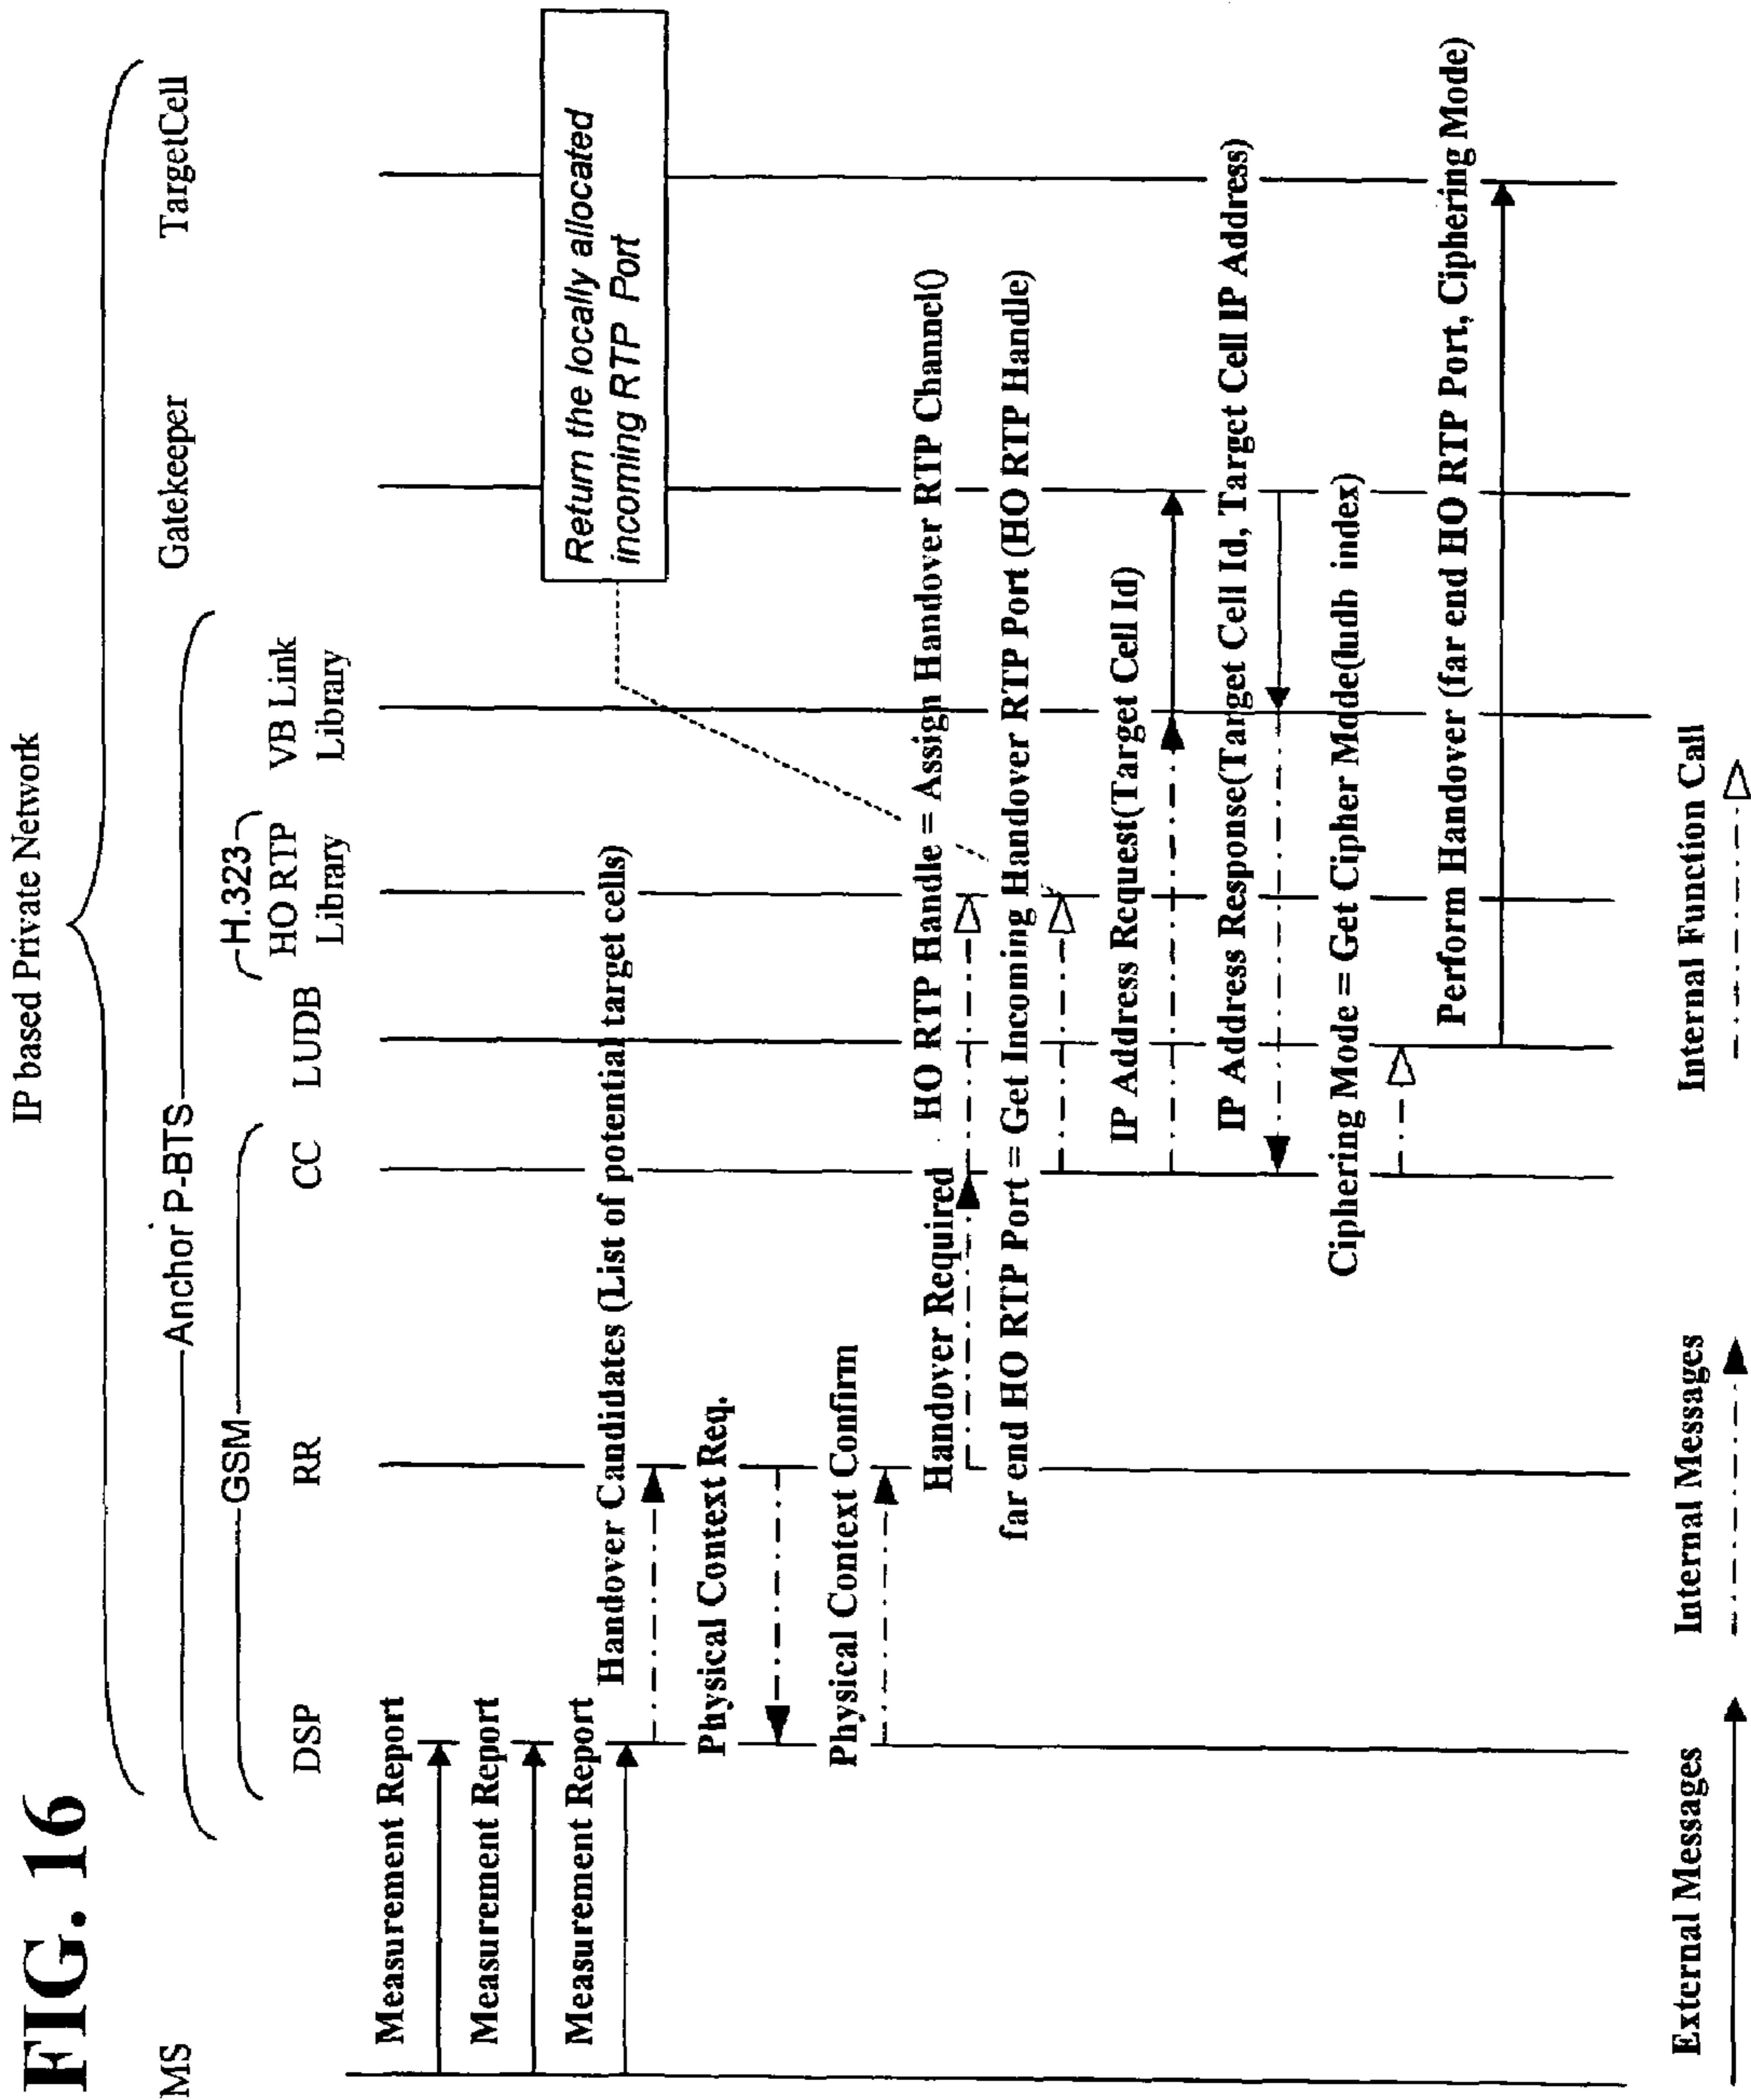 FIG. 16
IP based Private Network
Anchor P-BTS
GSM
H.323
MS
DSP
RR
CC
LUDB
HO RTP
Library
VB Link
Library
Gatekeeper
TargetCell
Measurement Report
Measurement Report
Measurement Report
Handover Candidates (List of potential target cells)
Return the locally allocated
incoming RTP Port
Physical Context Req.
Physical Context Confirm
Handover Required
HO RTP Handle = Assign Handover RTP Channel()
far end HO RTP Port = Get Incoming Handover RTP Port (HO RTP Handle)
IP Address Request(Target Cell Id)
IP Address Response(Target Cell Id, Target Cell IP Address)
Ciphering Mode = Get Cipher Mode(ludb index)
Perform Handover (far end HO RTP Port, Ciphering Mode)
External Messages
Internal Messages
Internal Function Call